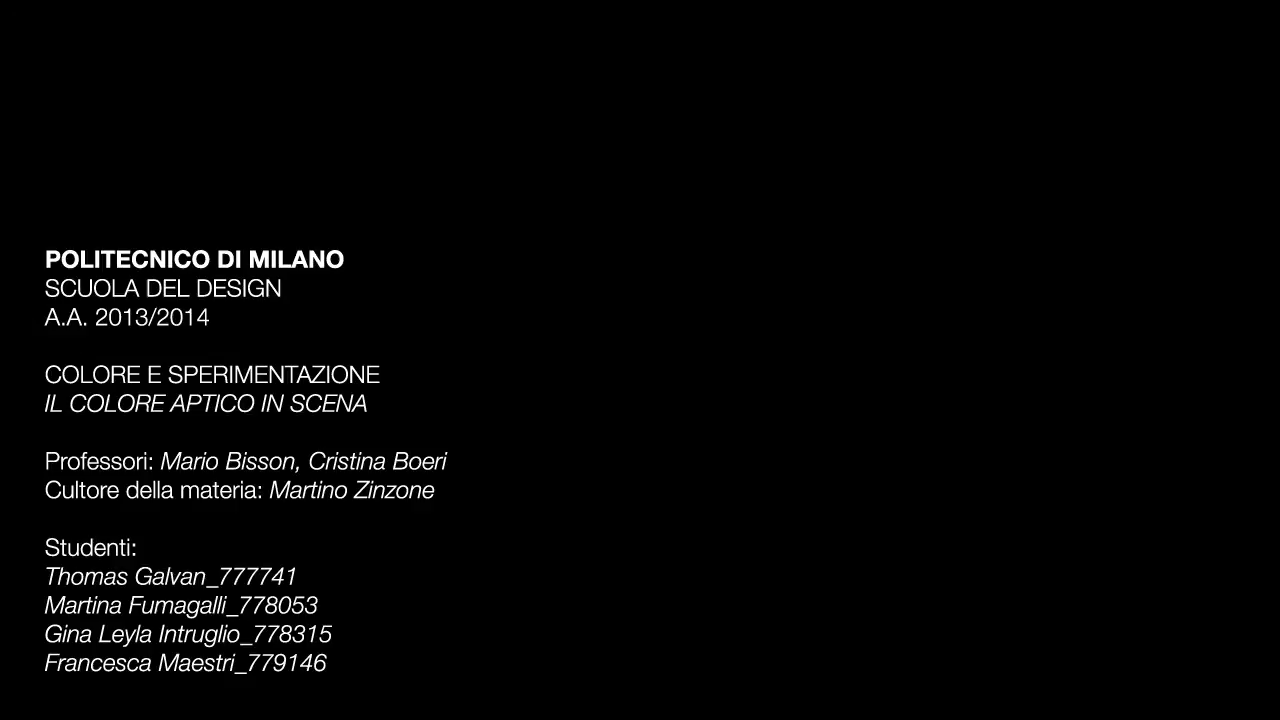 POLITECNICO DI MILANO
SCUOLA DEL DESIGN
A.A. 2013/2014
COLORE E SPERIMENTAZIONE
IL COLORE APTICO IN SCENA
Professori: Mario Bisson, Cristina Boeri
Cultore della materia: Martino Zinzone
Studenti:
Thomas Galvan_777741
Martina Fumagalli_778053
Gina Leyla Intruglio_778315
Francesca Maestri_779146